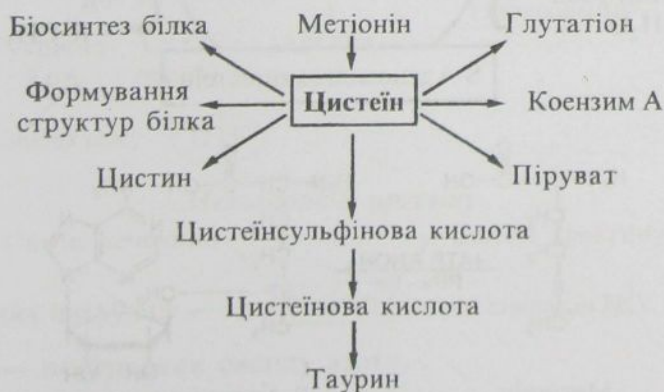 Біосинтез білка
Метіонін
Глутатіон
Формування
структур білка
Цистеїн
Коензим А
Цистин
Піруват
Цистеїнсульфінова кислота
Цистеїнова кислота
Таурин